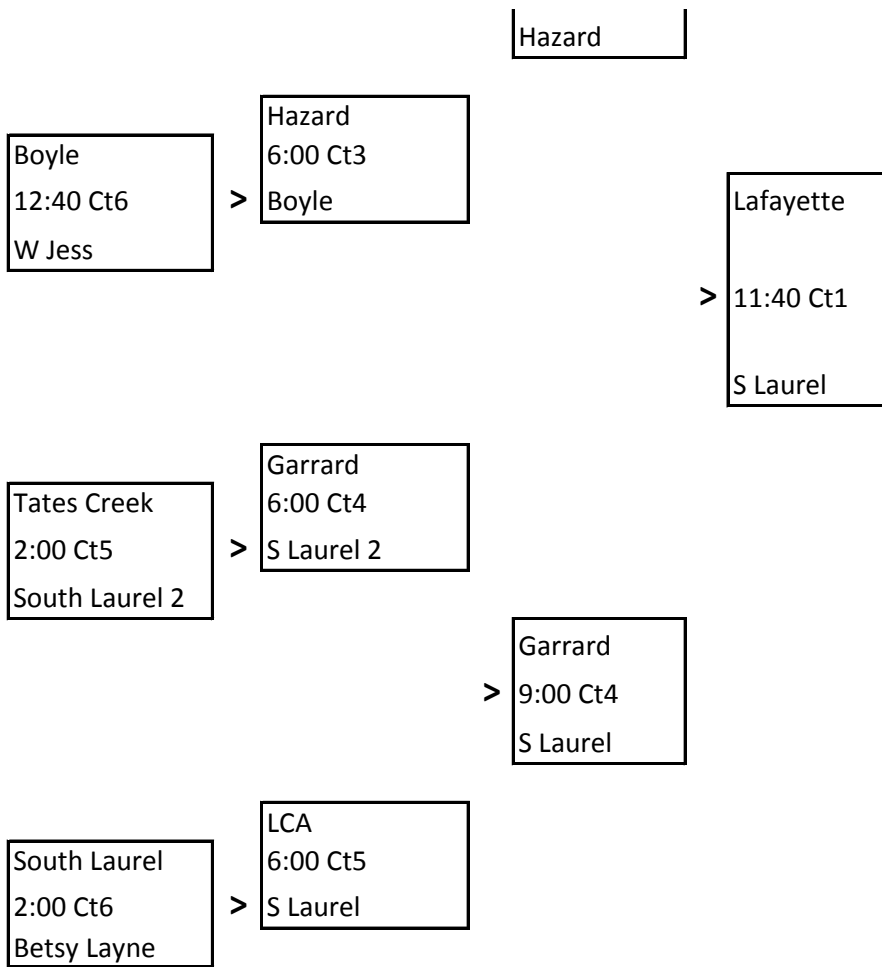 Hazard
Hazard
6:00 Ct3
Boyle
Boyle
12:40 Ct6
W Jess
>
Lafayette
11:40 Ct1
S Laurel
>
Garrard
6:00 Ct4
S Laurel 2
Tates Creek
2:00 Ct5
South Laurel 2
>
Garrard
9:00 Ct4
S Laurel
>
LCA
6:00 Ct5
S Laurel
South Laurel
2:00 Ct6
Betsy Layne
>